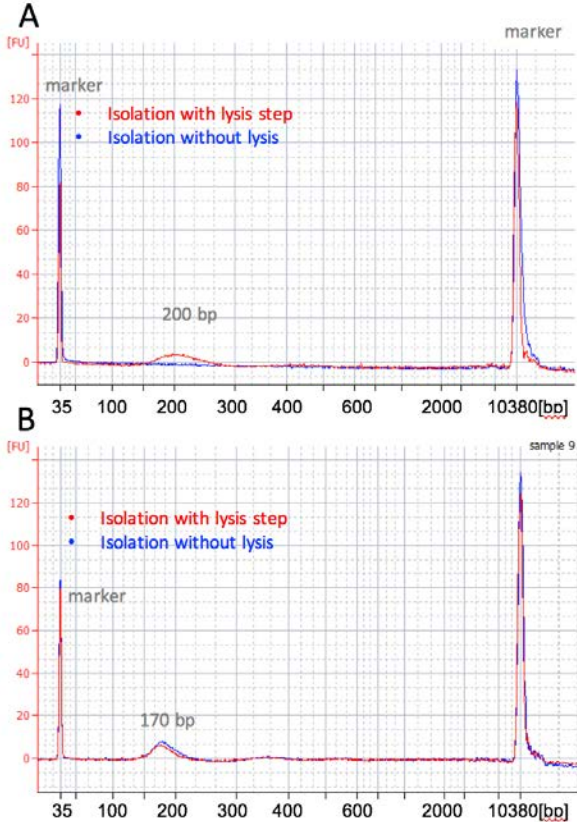 A
[FU]
marker
marker
120
• Isolation with lysis step
• Isolation without lysis
100
80
60
40
200 bp
20
0
35 100 200 300 400 600 2000 10380[bp]
B
[FU]
sample 9
120
• Isolation with lysis step
• Isolation without lysis
100
80
marker
60
40
170 bp
20
0
35 100 200 300 400 600 2000 10380[bp]